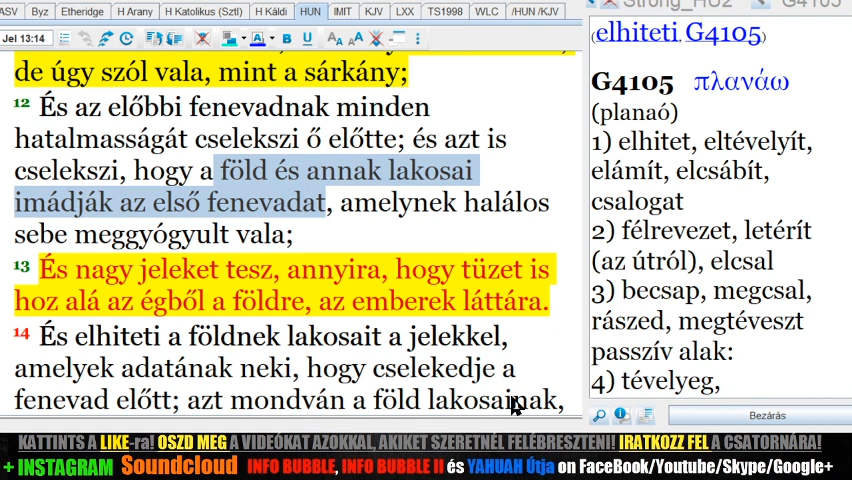 ASV Byz Etheridge H Arany H Katolikus (Sztl) H Káldi HUN IMIT KJV LXX TS1998 WLC /HUN /KJV
Jel 13:14
de úgy szól vala, mint a sárkány;
12 És az előbbi fenevadnak minden
hatalmasságát cselekszi ő előtte; és azt is
cselekszi, hogy a föld és annak lakosai
imádják az első fenevadat, amelynek halálos
sebe meggyógyult vala;
13 És nagy jeleket tesz, annyira, hogy tüzet is
hoz alá az égből a földre, az emberek láttára.
14 És elhiteti a földnek lakosait a jelekkel,
amelyek adatának neki, hogy cselekedje a
fenevad előtt; azt mondván a föld lakosainak,
Strong_HU2 G4105
(elhiteti, G4105)
G4105 πλανάω
(planaó)
1) elhitet, eltévelyít,
elámít, elcsábít,
csalogat
2) félrevezet, letérít
(az útról), elcsal
3) becsap, megcsal,
rászed, megtéveszt
passzív alak:
4) tévelyeg,
Bezárás
KATTINTS A LIKE-ra! OSZD MEG A VIDEÓKAT AZOKKAL, AKIKET SZERETNÉL FELÉBRESZTENI! IRATKOZZ FEL A CSATORNÁRA!
+ INSTAGRAM Soundcloud INFO BUBBLE, INFO BUBBLE II és YAHUAH Útja on FaceBook/Youtube/Skype/Google+